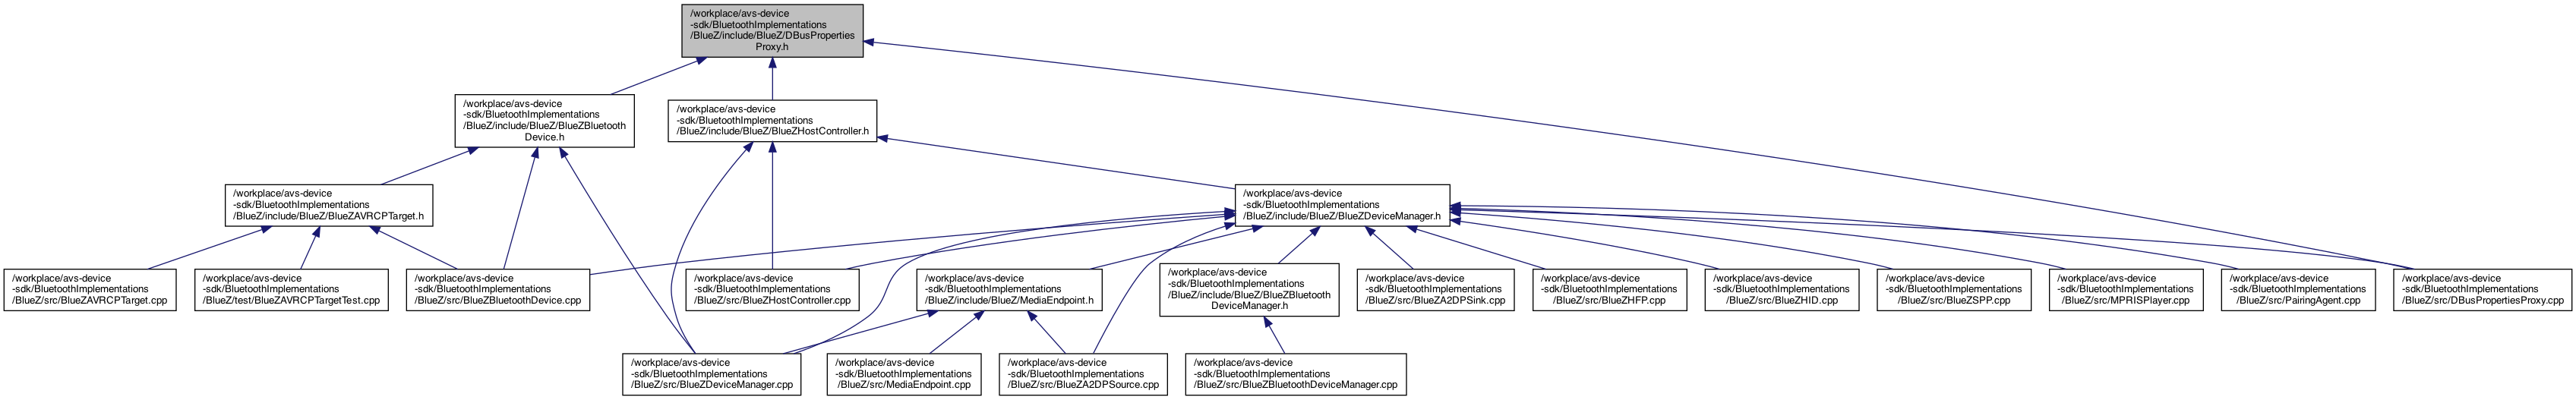 /workplace/avs-device
-sdk/BluetoothImplementations
/BlueZ/include/BlueZ/DBusProperties
Proxy.h
/workplace/avs-device
-sdk/BluetoothImplementations
/BlueZ/include/BlueZ/BlueZBluetooth
Device.h
/workplace/avs-device
-sdk/BluetoothImplementations
/BlueZ/include/BlueZ/BlueZHostController.h
/workplace/avs-device
-sdk/BluetoothImplementations
/BlueZ/include/BlueZ/BlueZAVRCPTarget.h
/workplace/avs-device
-sdk/BluetoothImplementations
/BlueZ/include/BlueZ/BlueZDeviceManager.h
/workplace/avs-device
-sdk/BluetoothImplementations
/BlueZ/src/BlueZAVRCPTarget.cpp
/workplace/avs-device
-sdk/BluetoothImplementations
/BlueZ/test/BlueZAVRCPTargetTest.cpp
/workplace/avs-device
-sdk/BluetoothImplementations
/BlueZ/src/BlueZBluetoothDevice.cpp
/workplace/avs-device
-sdk/BluetoothImplementations
/BlueZ/src/BlueZHostController.cpp
/workplace/avs-device
-sdk/BluetoothImplementations
/BlueZ/include/BlueZ/MediaEndpoint.h
/workplace/avs-device
-sdk/BluetoothImplementations
/BlueZ/include/BlueZ/BlueZBluetooth
DeviceManager.h
/workplace/avs-device
-sdk/BluetoothImplementations
/BlueZ/src/BlueZA2DPSink.cpp
/workplace/avs-device
-sdk/BluetoothImplementations
/BlueZ/src/BlueZHFP.cpp
/workplace/avs-device
-sdk/BluetoothImplementations
/BlueZ/src/BlueZHID.cpp
/workplace/avs-device
-sdk/BluetoothImplementations
/BlueZ/src/BlueZSPP.cpp
/workplace/avs-device
-sdk/BluetoothImplementations
/BlueZ/src/MPRISPlayer.cpp
/workplace/avs-device
-sdk/BluetoothImplementations
/BlueZ/src/PairingAgent.cpp
/workplace/avs-device
-sdk/BluetoothImplementations
/BlueZ/src/DBusPropertiesProxy.cpp
/workplace/avs-device
-sdk/BluetoothImplementations
/BlueZ/src/BlueZDeviceManager.cpp
/workplace/avs-device
-sdk/BluetoothImplementations
/BlueZ/src/MediaEndpoint.cpp
/workplace/avs-device
-sdk/BluetoothImplementations
/BlueZ/src/BlueZA2DPSource.cpp
/workplace/avs-device
-sdk/BluetoothImplementations
/BlueZ/src/BlueZBluetoothDeviceManager.cpp